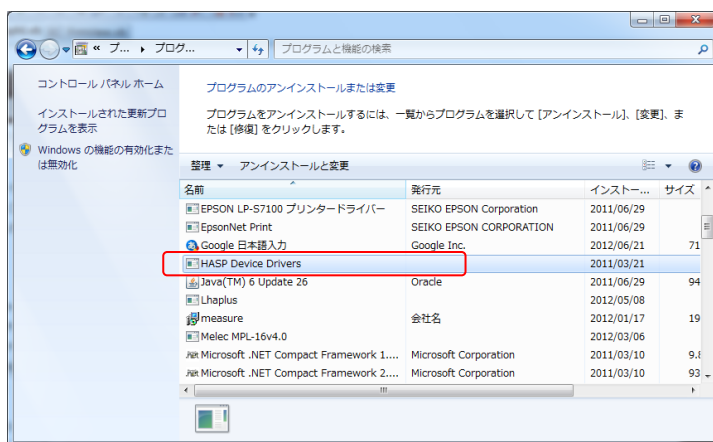 « プ... ▸ プログ...
プログラムと機能の検索
コントロール パネル ホーム
インストールされた更新プロ
グラムを表示
Windows の機能の有効化また
は無効化
プログラムのアンインストールまたは変更
プログラムをアンインストールするには、一覧からプログラムを選択して [アンインストール]、[変更]、ま
たは [修復] をクリックします。
整理 ▼ アンインストールと変更
名前 発行元 インストー... サイズ
EPSON LP-S7100 プリンタードライバー SEIKO EPSON Corporation 2011/06/29
EpsonNet Print SEIKO EPSON CORPORATION 2011/06/29
Google 日本語入力 Google Inc. 2012/06/21 71
HASP Device Drivers 2011/03/21
Java(TM) 6 Update 26 Oracle 2011/06/29 94
Lhaplus 2012/05/08
measure 会社名 2012/01/17 19
Melec MPL-16v4.0 2012/03/06
Microsoft .NET Compact Framework 1.... Microsoft Corporation 2011/03/10 9.
Microsoft .NET Compact Framework 2.... Microsoft Corporation 2011/03/10 93